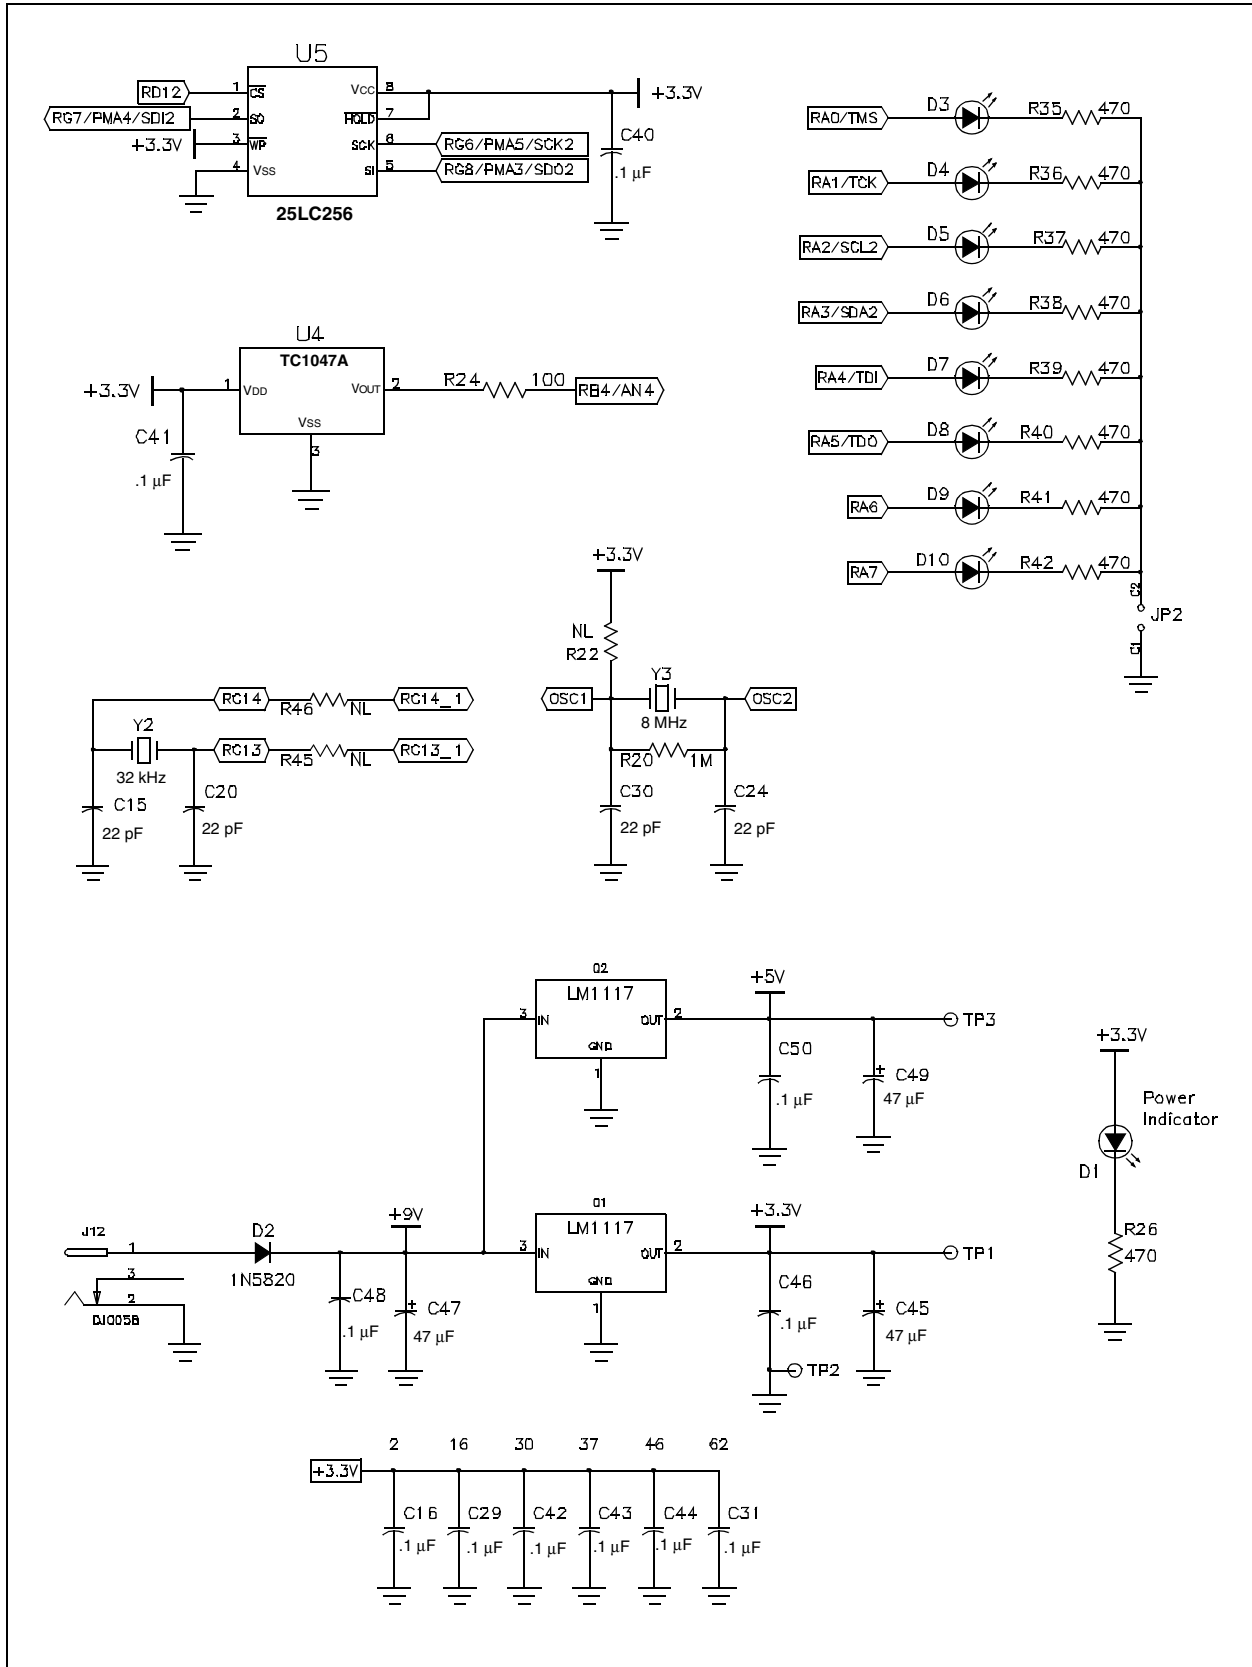 U5
RD12 1 CS VCC 8 +3.3V
RG7/PMA4/SDI2 2 SO HOLD 7
+3.3V 3 WP SCK 6 RG6/PMA5/SCK2
4 VSS SI 5 RG8/PMA3/SDO2
25LC256
C40
.1 µF
RA0/TMS D3 R35 470
RA1/TCK D4 R36 470
RA2/SCL2 D5 R37 470
RA3/SDA2 D6 R38 470
RA4/TDI D7 R39 470
RA5/TDO D8 R40 470
RA6 D9 R41 470
RA7 D10 R42 470
C2
JP2
C1
U4
TC1047A
+3.3V 1 VDD VOUT 2 R24 100 RB4/AN4
VSS
3
C41
.1 µF
+3.3V
NL
R22
OSC1 Y3 OSC2
8 MHz
R20 1M
C30 C24
22 pF 22 pF
RC14 R46 NL RC14_1
Y2 RC13 R45 NL RC13_1
32 kHz
C15 C20
22 pF 22 pF
Q2
LM1117
3 IN OUT 2
GND
1
+5V
TP3
C50
.1 µF
C49
+
47 µF
+3.3V
Power
Indicator
D1
R26
470
J12
1
3
2
DJ005B
D2
1N5820
+9V
C48
.1 µF
C47
+
47 µF
Q1
LM1117
3 IN OUT 2
GND
1
+3.3V
TP1
C46
.1 µF
C45
+
47 µF
TP2
2 16 30 37 46 62
+3.3V
C16 C29 C42 C43 C44 C31
.1 µF .1 µF .1 µF .1 µF .1 µF .1 µF